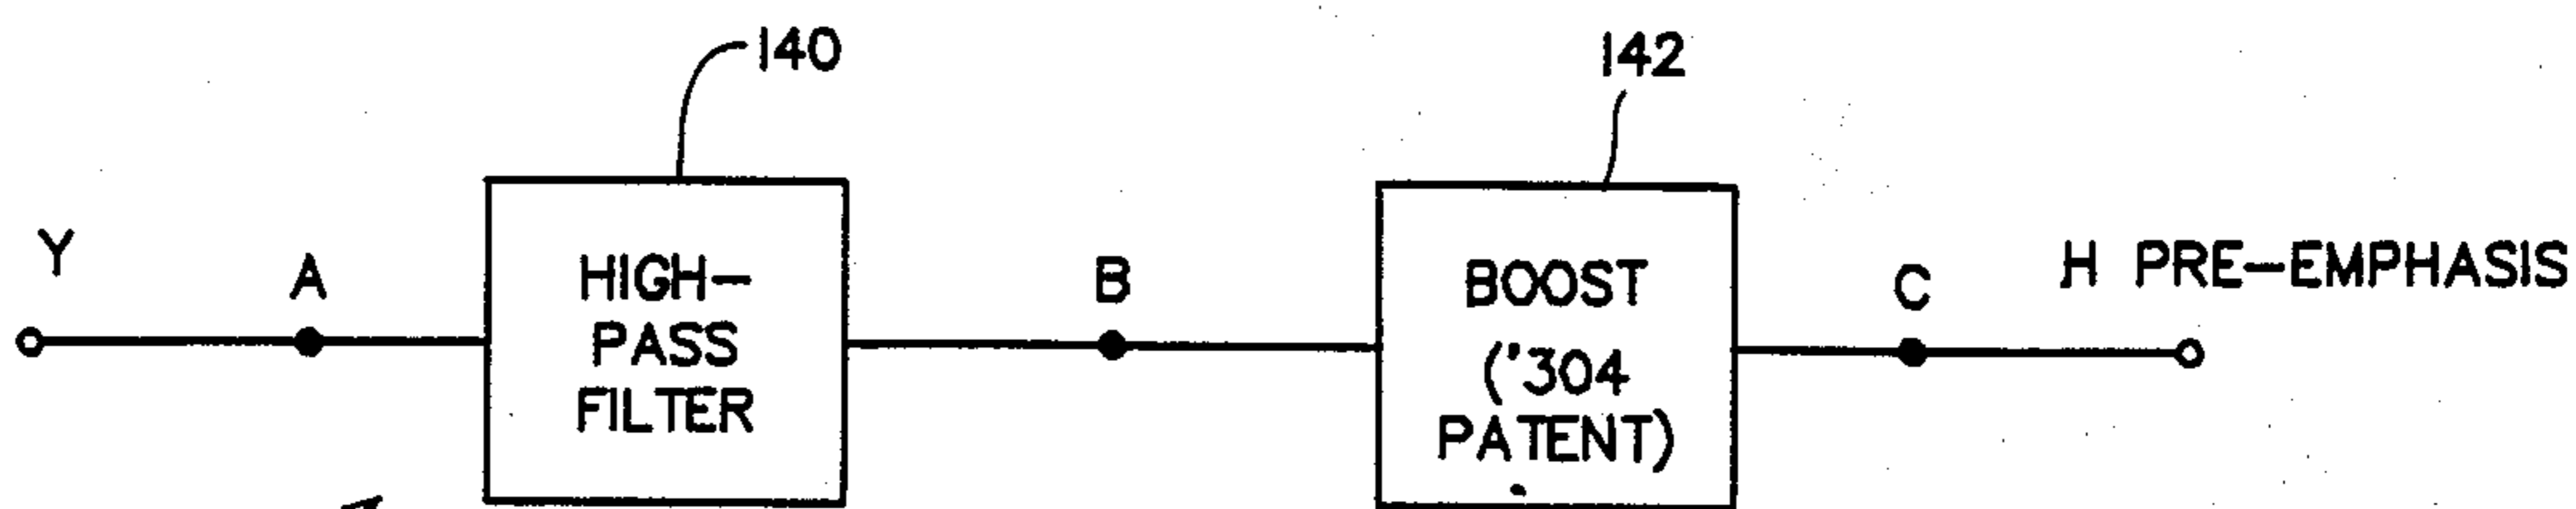 140
142
Y
A
HIGH-
PASS
FILTER
B
BOOST
('304
PATENT)
C
H PRE-EMPHASIS